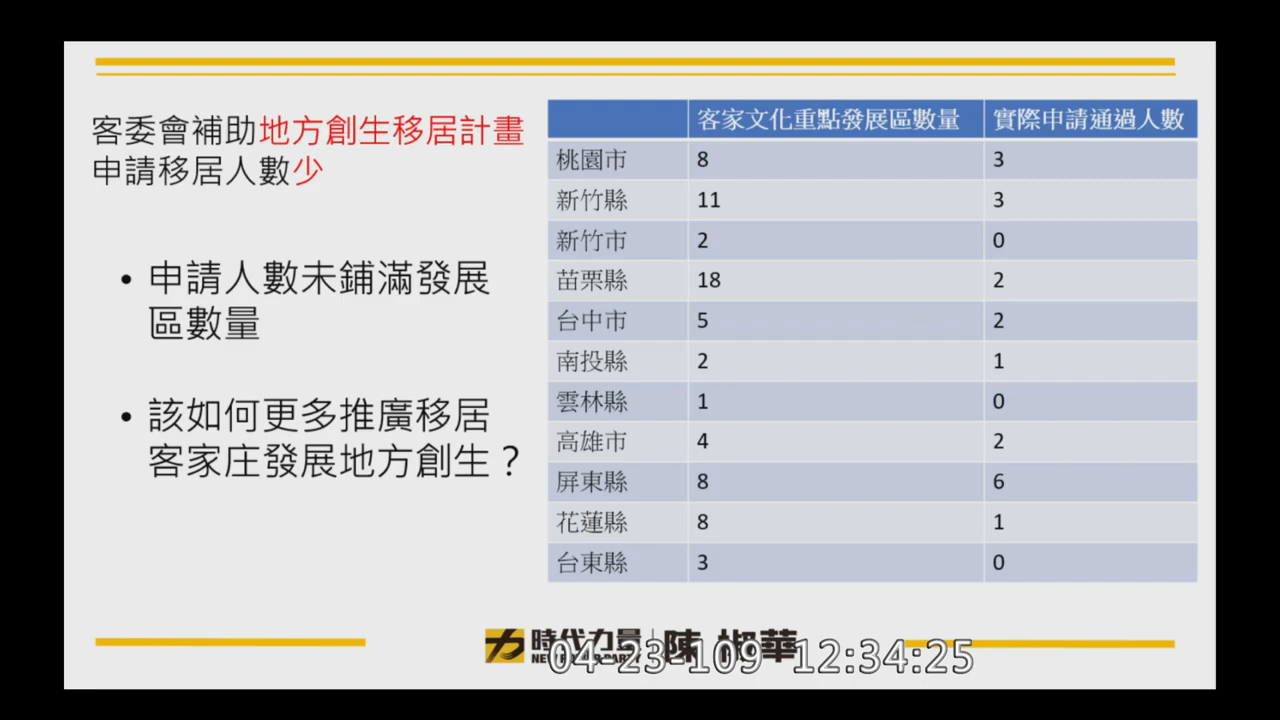 客委會補助地方創生移居計畫
申請移居人數少
• 申請人數未鋪滿發展
區數量
• 該如何更多推廣移居
客家庄發展地方創生？
客家文化重點發展區數量 實際申請通過人數
桃園市 8 3
新竹縣 11 3
新竹市 2 0
苗栗縣 18 2
台中市 5 2
南投縣 2 1
雲林縣 1 0
高雄市 4 2
屏東縣 8 6
花蓮縣 8 1
台東縣 3 0
時代力量 陳椒華
04-23-109 12:34:25